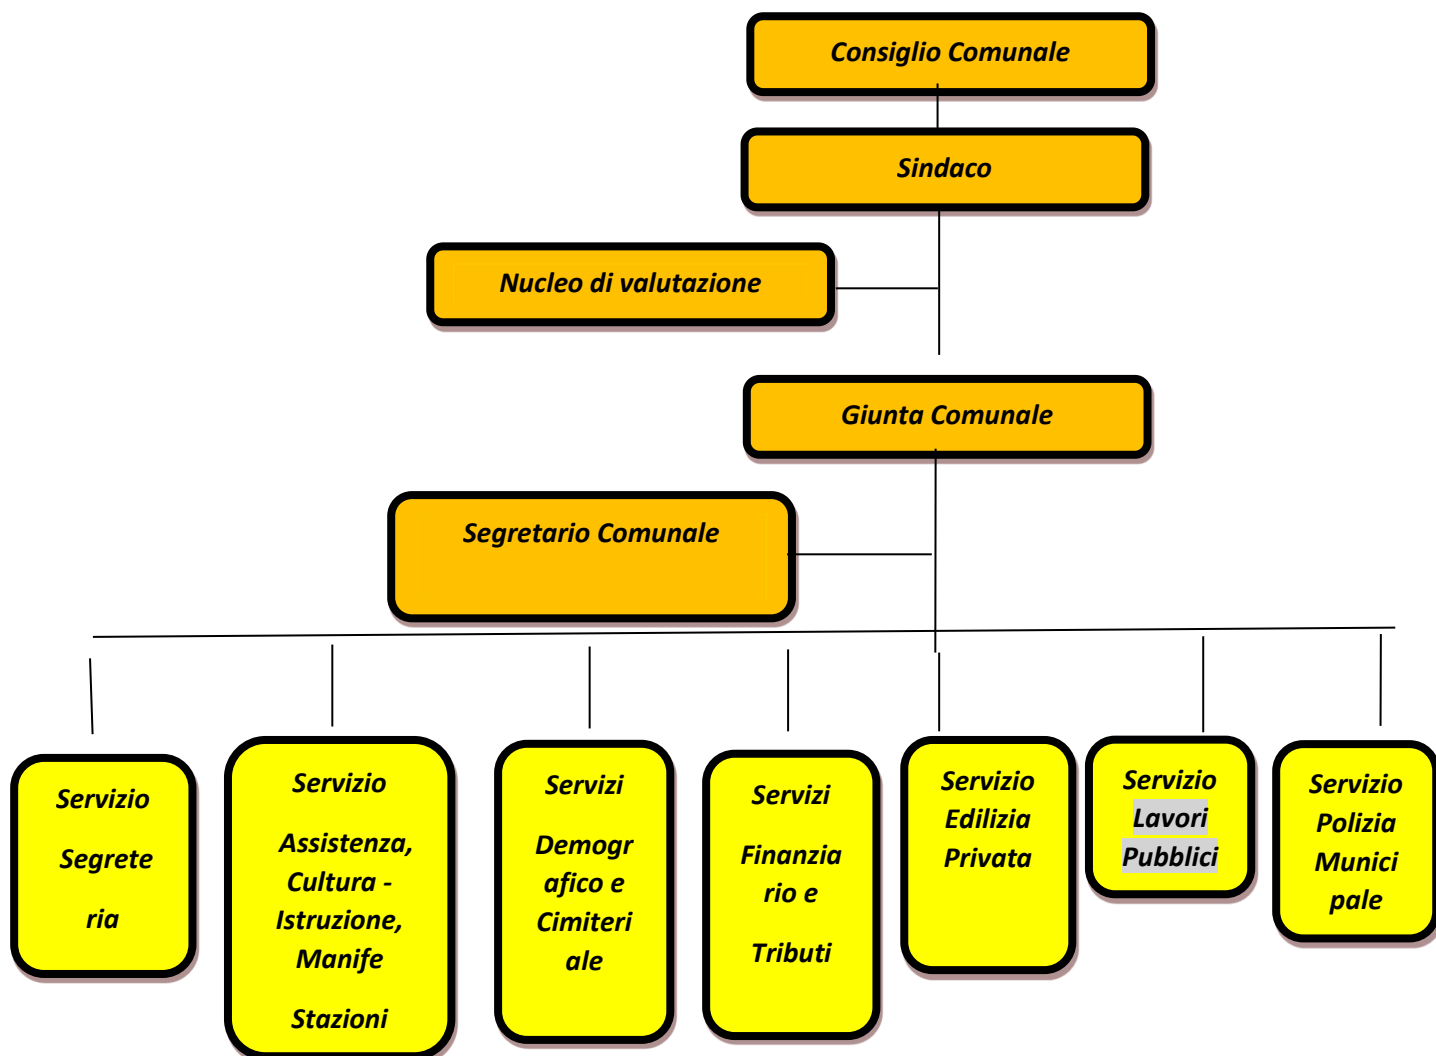 Consiglio Comunale
Sindaco
Nucleo di valutazione
Giunta Comunale
Segretario Comunale
Servizio
Segrete
ria
Servizio
Assistenza,
Cultura -
Istruzione,
Manife
Stazioni
Servizi
Demogr
afico e
Cimiteri
ale
Servizi
Finanzia
rio e
Tributi
Servizio
Edilizia
Privata
Servizio
Lavori
Pubblici
Servizio
Polizia
Munici
pale